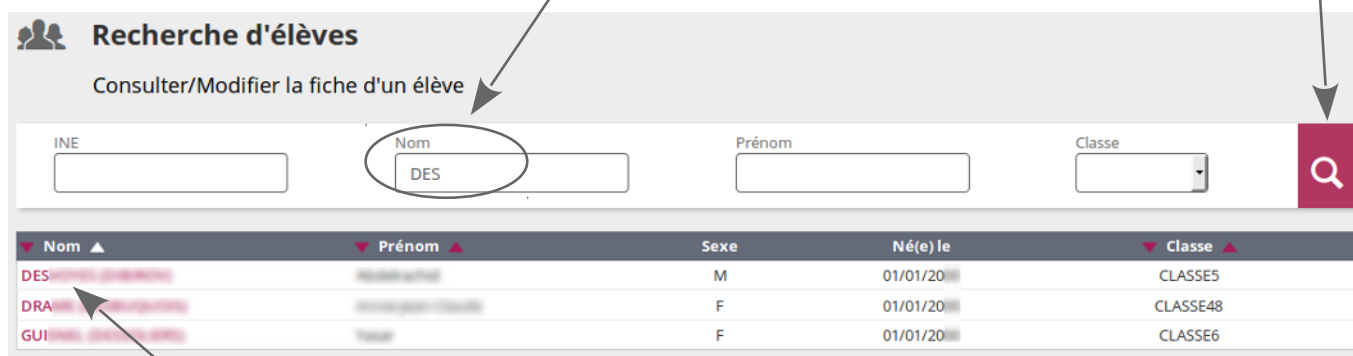 Recherche d'élèves
Consulter/Modifier la fiche d'un élève
INE Nom Prénom Classe
DES
Nom Prénom Sexe Né(e) le Classe
DES M 01/01/20 CLASSE5
DRA F 01/01/20 CLASSE48
GUI F 01/01/20 CLASSE6